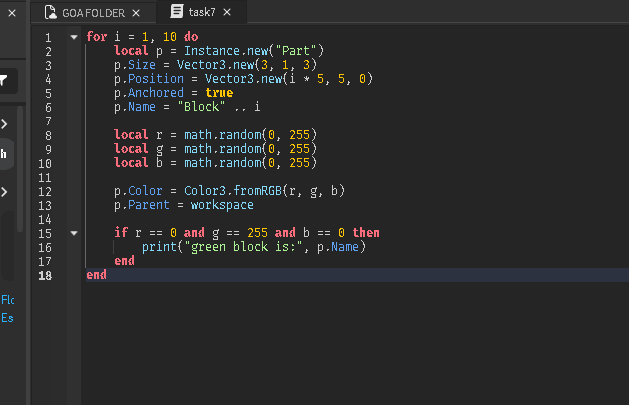 GOAFOLDER
task7
1 for i = 1, 10 do
2 local p = Instance.new("Part")
3 p.Size = Vector3.new(3, 1, 3)
4 p.Position = Vector3.new(i * 5, 5, 0)
5 p.Anchored = true
6 p.Name = "Block" .. i
7
8 local r = math.random(0, 255)
9 local g = math.random(0, 255)
10 local b = math.random(0, 255)
11
12 p.Color = Color3.fromRGB(r, g, b)
13 p.Parent = workspace
14
15 if r == 0 and g == 255 and b == 0 then
16 print("green block is:", p.Name)
17 end
18 end
h
Es